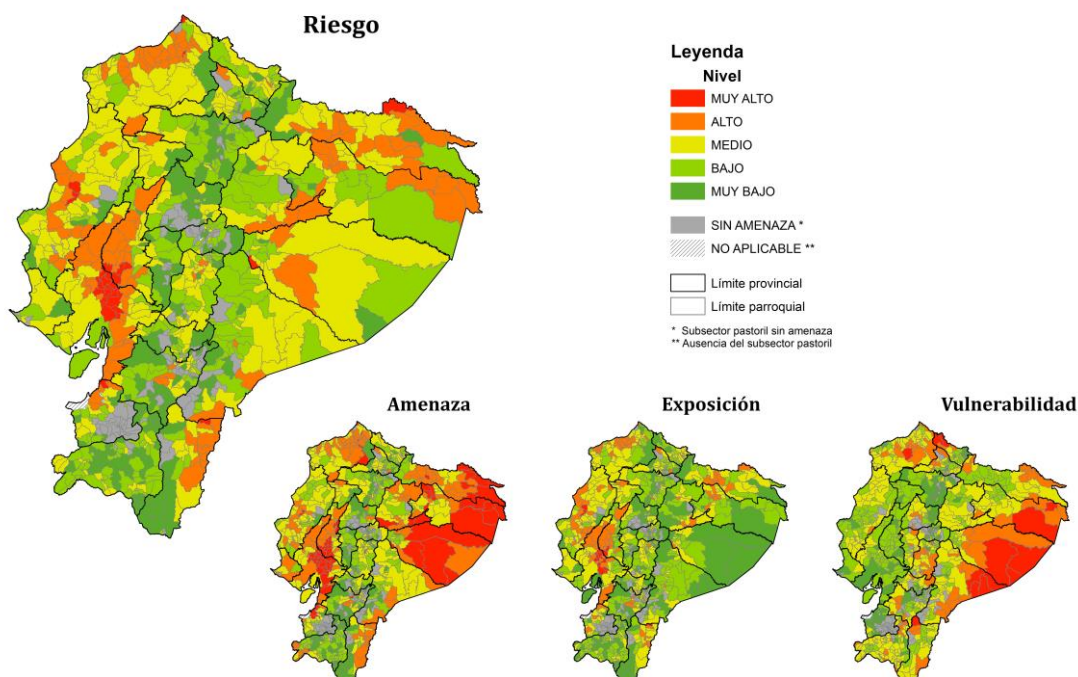 Riesgo
Leyenda
Nivel
MUY ALTO
ALTO
MEDIO
BAJO
MUY BAJO
SIN AMENAZA *
NO APLICABLE **
Límite provincial
Límite parroquial
* Subsector pastoril sin amenaza
** Ausencia del subsector pastoril
Amenaza
Exposición
Vulnerabilidad